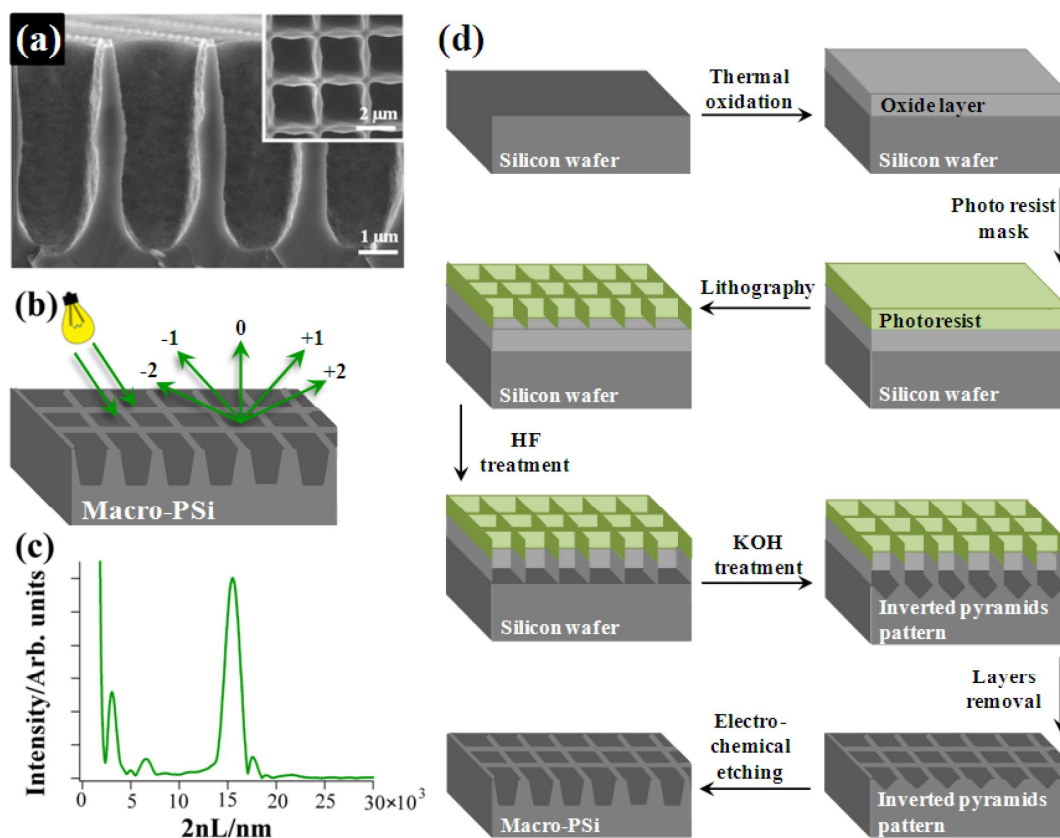 (a)
2 μm
1 μm
(b)
-2
-1
0
+1
+2
Macro-PSi
(c)
Intensity/Arb. units
0 5 10 15 20 30×10³
2nL/nm
(d)
Silicon wafer
Thermal
oxidation
Oxide layer
Silicon wafer
Photo resist
mask
Photoresist
Silicon wafer
Lithography
Silicon wafer
HF
treatment
Silicon wafer
KOH
treatment
Inverted pyramids
pattern
Layers
removal
Inverted pyramids
pattern
Electro-
chemical
etching
Macro-PSi